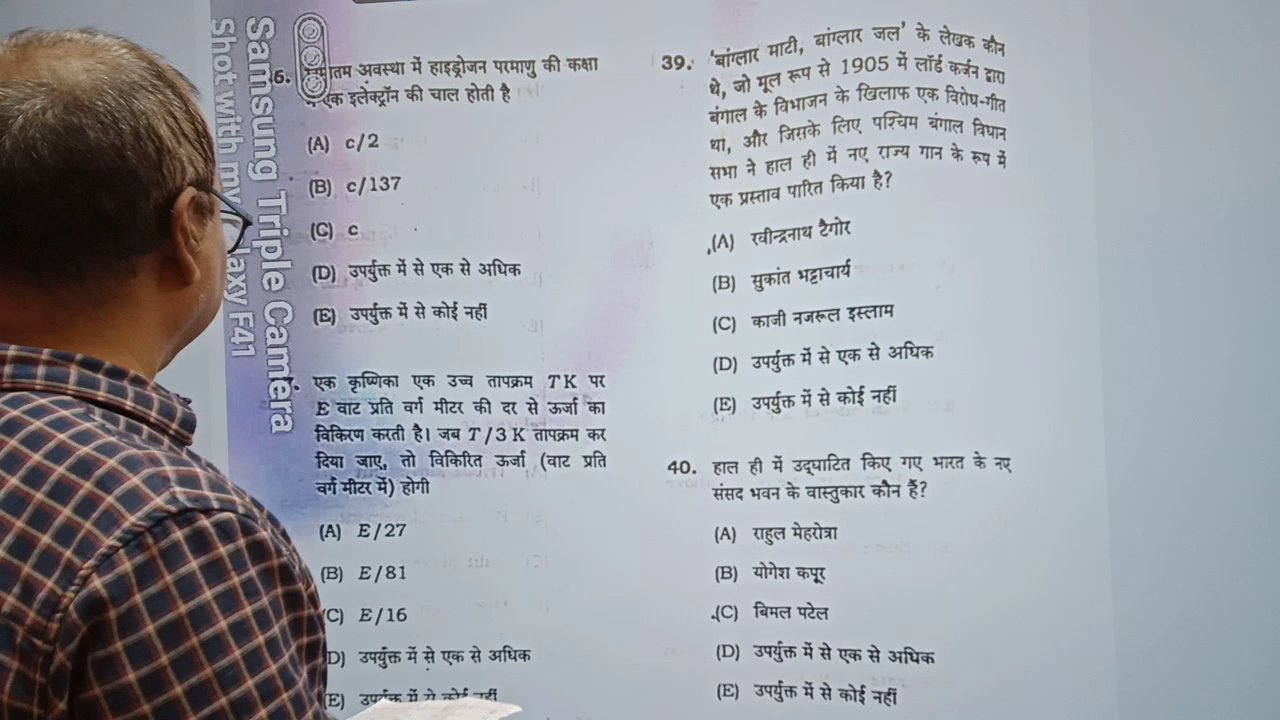 Samsung Triple Camera
Shot with my laxy F41
6. तम अवस्था में हाइड्रोजन परमाणु की कक्षा
में एक इलेक्ट्रॉन की चाल होती है
(A) c/2
(B) c/137
(C) c
(D) उपर्युक्त में से एक से अधिक
(E) उपर्युक्त में से कोई नहीं
एक कृष्णिका एक उच्च तापक्रम T K पर
E वाट प्रति वर्ग मीटर की दर से ऊर्जा का
विकिरण करती है। जब T/3 K तापक्रम कर
दिया जाए, तो विकिरित ऊर्जा (वाट प्रति
वर्ग मीटर में) होगी
(A) E/27
(B) E/81
(C) E/16
(D) उपर्युक्त में से एक से अधिक
(E) उपर्युक्त में से कोई नहीं
39. 'बांग्लार माटी, बांग्लार जल' के लेखक कौन
थे, जो मूल रूप से 1905 में लॉर्ड कर्जन द्वारा
बंगाल के विभाजन के खिलाफ एक विरोध-गीत
था, और जिसके लिए पश्चिम बंगाल विधान
सभा ने हाल ही में नए राज्य गान के रूप में
एक प्रस्ताव पारित किया है?
(A) रवीन्द्रनाथ टैगोर
(B) सुकांत भट्टाचार्य
(C) काजी नजरूल इस्लाम
(D) उपर्युक्त में से एक से अधिक
(E) उपर्युक्त में से कोई नहीं
40. हाल ही में उद्घाटित किए गए भारत के नए
संसद भवन के वास्तुकार कौन हैं?
(A) राहुल मेहरोत्रा
(B) योगेश कपूर
(C) बिमल पटेल
(D) उपर्युक्त में से एक से अधिक
(E) उपर्युक्त में से कोई नहीं